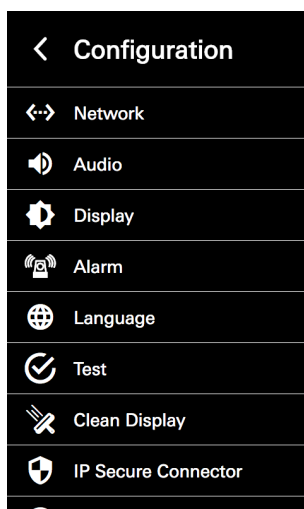 Configuration
Network
Audio
Display
Alarm
Language
Test
Clean Display
IP Secure Connector